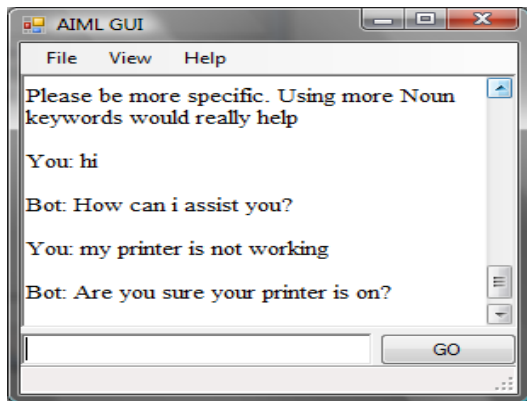 AIML GUI
File View Help
Please be more specific. Using more Noun
keywords would really help
You: hi
Bot: How can i assist you?
You: my printer is not working
Bot: Are you sure your printer is on?
GO